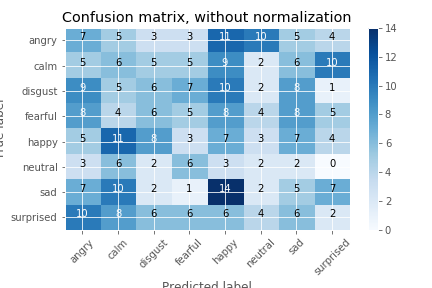 Confusion matrix, without normalization
angry 7 5 3 3 11 10 5 4
calm 5 6 5 5 9 2 6 10
disgust 9 5 6 7 10 2 8 1
fearful 8 4 6 5 8 4 8 5
happy 5 11 8 3 7 3 7 4
neutral 3 6 2 6 3 2 2 0
sad 7 10 2 1 14 2 5 7
surprised 10 8 6 6 6 4 6 2
angry calm disgust fearful happy neutral sad surprised
Predicted label
True label
14
12
10
8
6
4
2
0